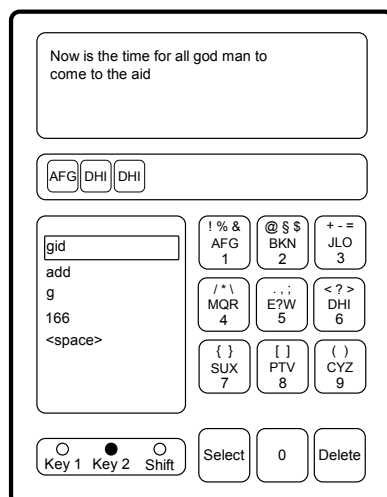 Now is the time for all god man to
come to the aid
AFG DHI DHI
gid
add
g
166
<space>
! % & @ § $ + - =
AFG BKN JLO
1 2 3
/ * \ . , ; < ? >
MQR E?W DHI
4 5 6
{ } [ ] ( )
SUX PTV CYZ
7 8 9
Key 1 Key 2 Shift
Select 0 Delete